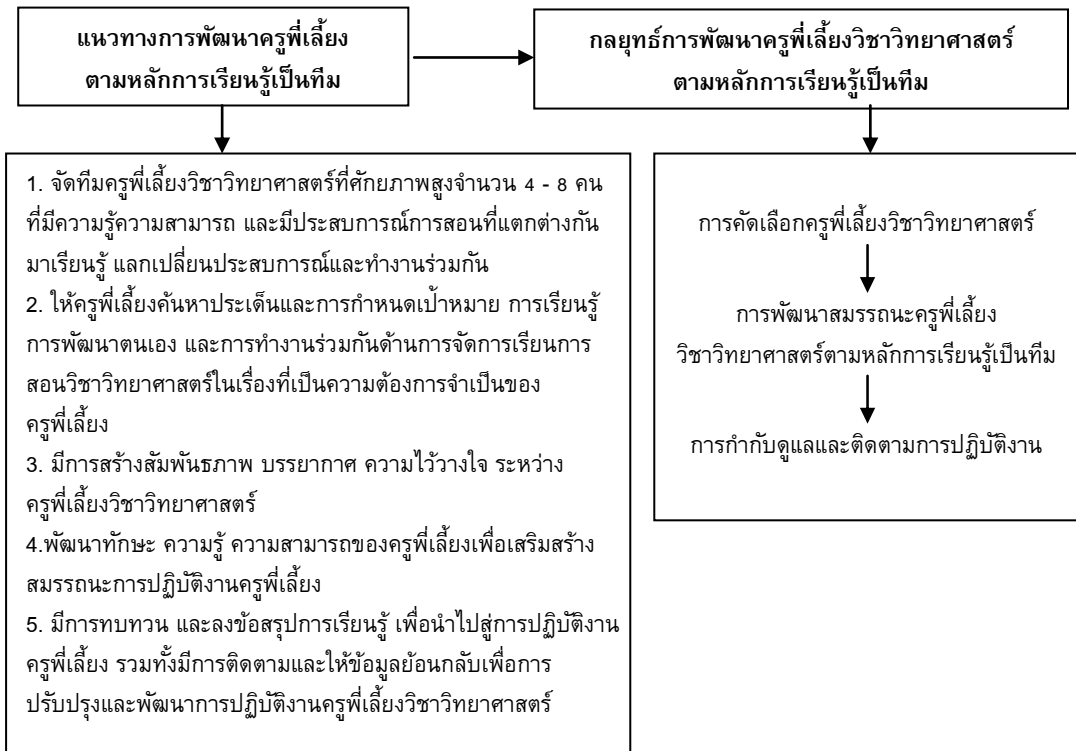 แนวทางการพัฒนาครูพี่เลี้ยง
ตามหลักการเรียนรู้เป็นทีม
กลยุทธ์การพัฒนาครูพี่เลี้ยงวิชาวิทยาศาสตร์
ตามหลักการเรียนรู้เป็นทีม
1. จัดทีมครูพี่เลี้ยงวิชาวิทยาศาสตร์ที่ศักยภาพสูงจำนวน 4 - 8 คน
ที่มีความรู้ความสามารถ และมีประสบการณ์การสอนที่แตกต่างกัน
มาเรียนรู้ แลกเปลี่ยนประสบการณ์และทำงานร่วมกัน
2. ให้ครูพี่เลี้ยงค้นหาประเด็นและการกำหนดเป้าหมาย การเรียนรู้
การพัฒนาตนเอง และการทำงานร่วมกันด้านการจัดการเรียนการ
สอนวิชาวิทยาศาสตร์ในเรื่องที่เป็นความต้องการจำเป็นของ
ครูพี่เลี้ยง
3. มีการสร้างสัมพันธภาพ บรรยากาศ ความไว้วางใจ ระหว่าง
ครูพี่เลี้ยงวิชาวิทยาศาสตร์
4.พัฒนาทักษะ ความรู้ ความสามารถของครูพี่เลี้ยงเพื่อเสริมสร้าง
สมรรถนะการปฏิบัติงานครูพี่เลี้ยง
5. มีการทบทวน และลงข้อสรุปการเรียนรู้ เพื่อนำไปสู่การปฏิบัติงาน
ครูพี่เลี้ยง รวมทั้งมีการติดตามและให้ข้อมูลย้อนกลับเพื่อการ
ปรับปรุงและพัฒนาการปฏิบัติงานครูพี่เลี้ยงวิชาวิทยาศาสตร์
การคัดเลือกครูพี่เลี้ยงวิชาวิทยาศาสตร์
การพัฒนาสมรรถนะครูพี่เลี้ยง
วิชาวิทยาศาสตร์ตามหลักการเรียนรู้เป็นทีม
การกำกับดูแลและติดตามการปฏิบัติงาน